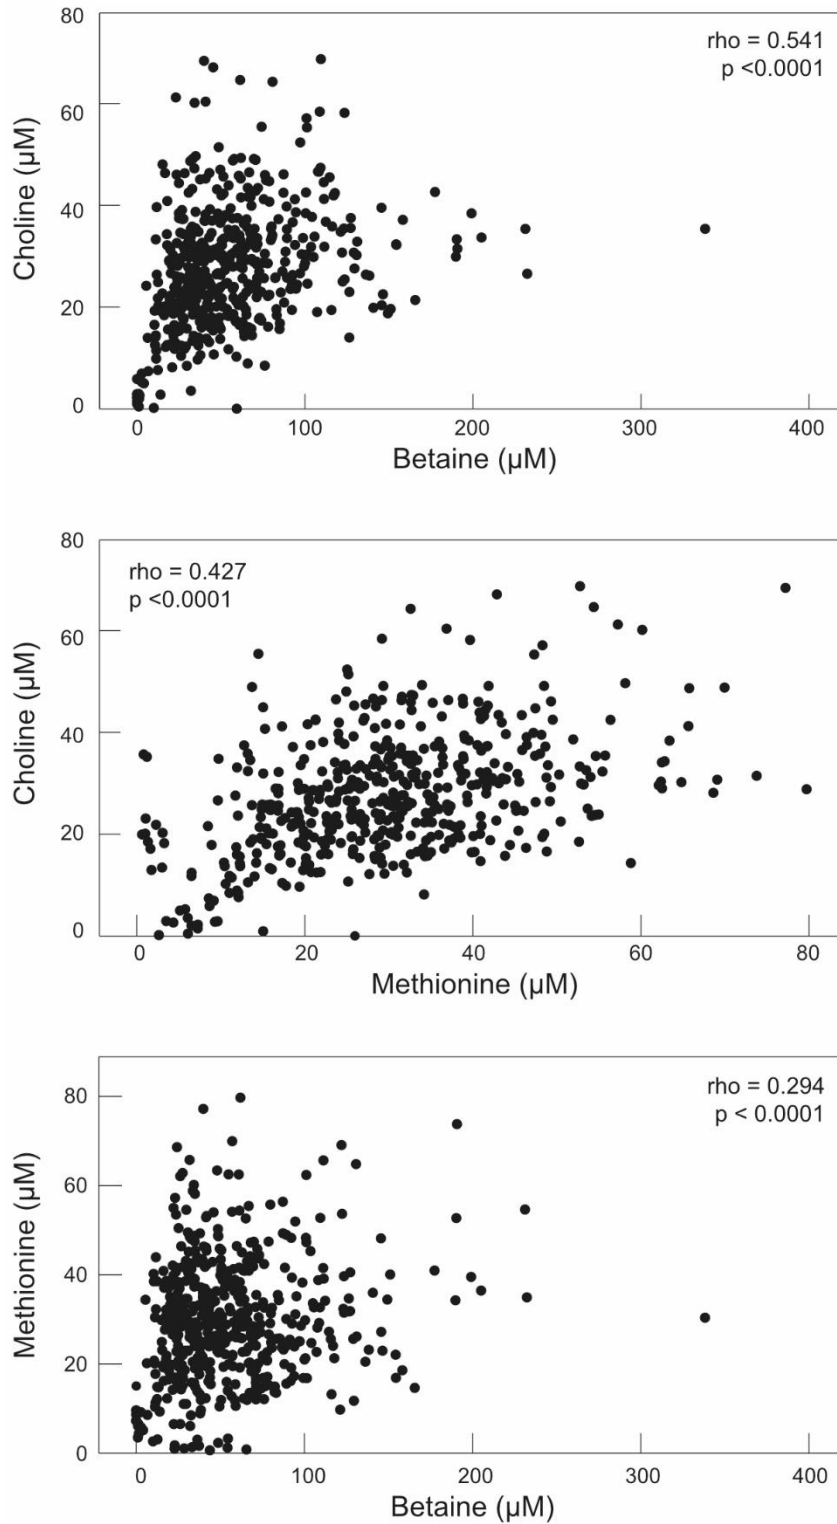 80
rho = 0.541
p <0.0001
60
Choline (µM)
40
20
0
0 100 200 300 400
Betaine (µM)
80
rho = 0.427
p <0.0001
60
Choline (µM)
40
20
0
0 20 40 60 80
Methionine (µM)
rho = 0.294
p < 0.0001
80
60
Methionine (µM)
40
20
0
0 100 200 300 400
Betaine (µM)